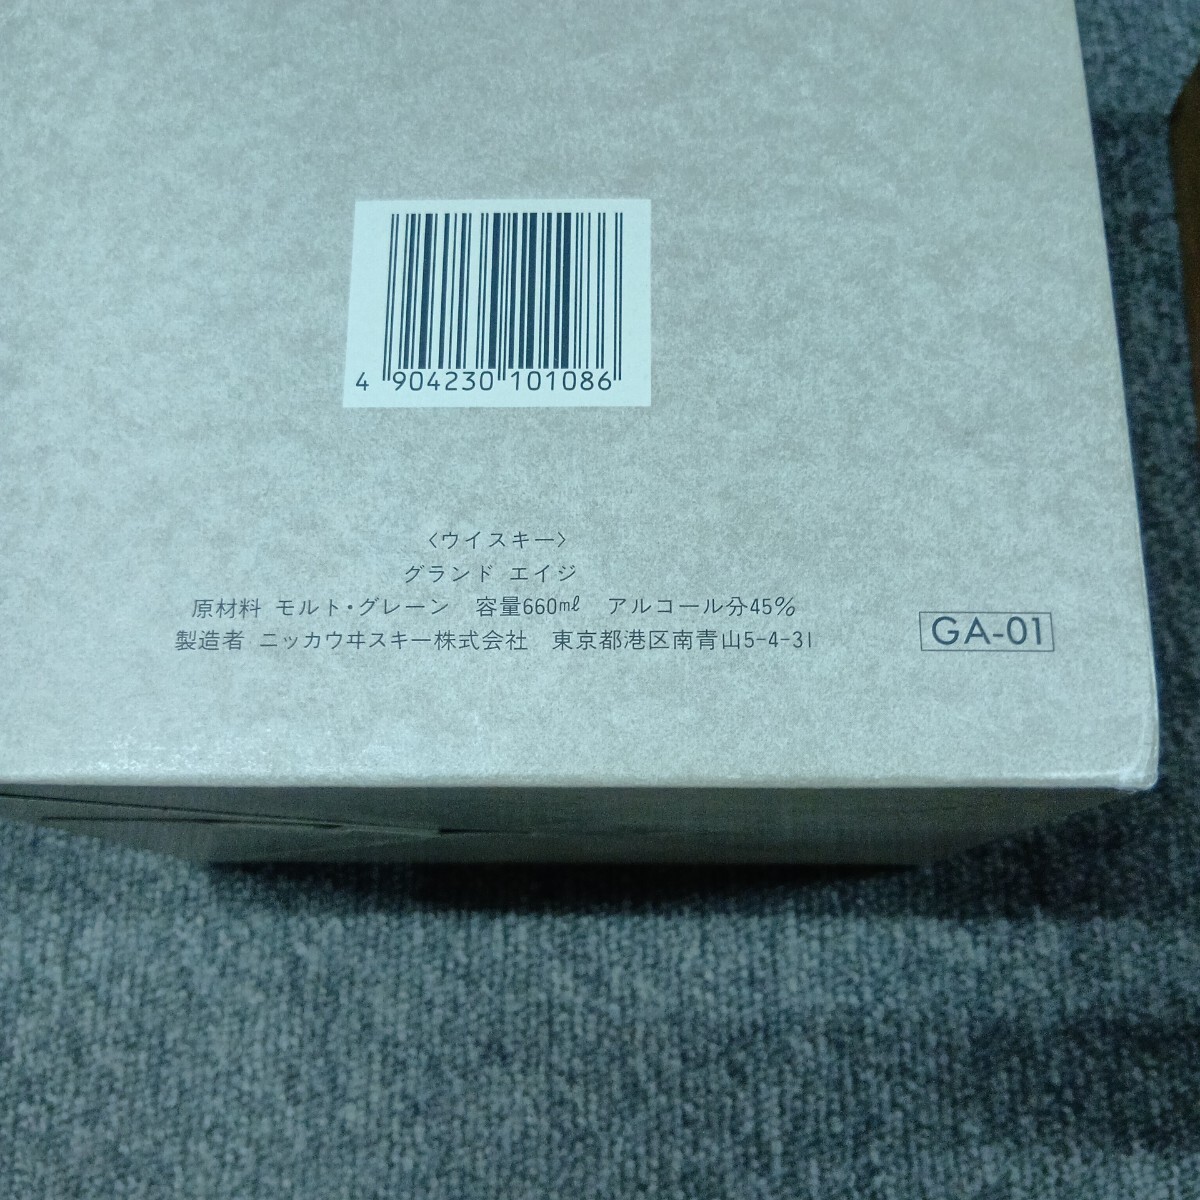 4 904230 101086
〈ウイスキー〉
グランド エイジ
原材料 モルト・グレーン 容量660mℓ アルコール分45%
製造者 ニッカウヰスキー株式会社 東京都港区南青山5-4-31
GA-01